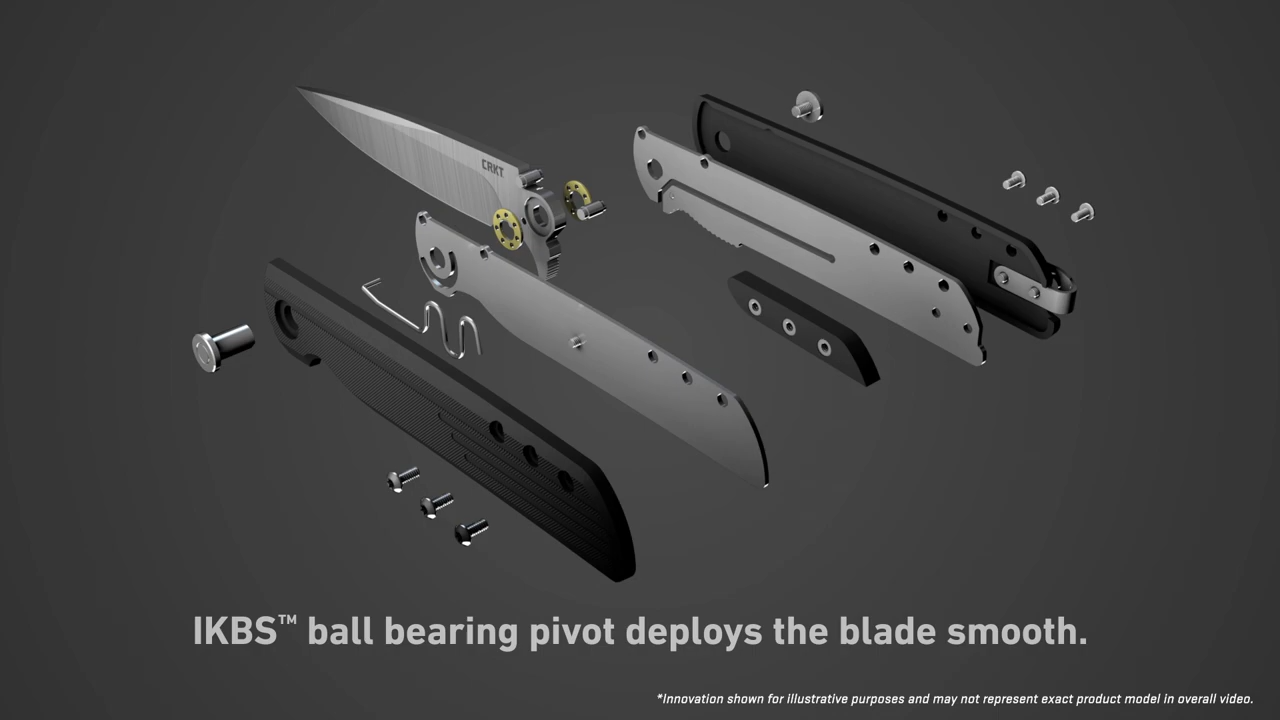 CRKT
IKBS™ ball bearing pivot deploys the blade smooth.
*Innovation shown for illustrative purposes and may not represent exact product model in overall video.